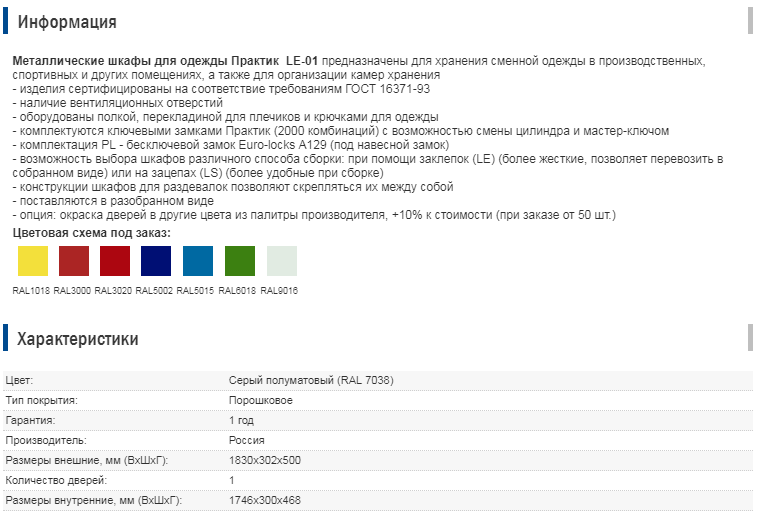 Информация
Металлические шкафы для одежды Практик  LE-01 предназначены для хранения сменной одежды в производственных,
спортивных и других помещениях, а также для организации камер хранения
- изделия сертифицированы на соответствие требованиям ГОСТ 16371-93
- наличие вентиляционных отверстий
- оборудованы полкой, перекладиной для плечиков и крючками для одежды
- комплектуются ключевыми замками Практик (2000 комбинаций) с возможностью смены цилиндра и мастер-ключом
- комплектация PL - бесключевой замок Euro-locks A129 (под навесной замок)
- возможность выбора шкафов различного способа сборки: при помощи заклепок (LE) (более жесткие, позволяет перевозить в
собранном виде) или на зацепах (LS) (более удобные при сборке)
- конструкции шкафов для раздевалок позволяют скрепляться их между собой
- поставляются в разобранном виде
- опция: окраска дверей в другие цвета из палитры производителя, +10% к стоимости (при заказе от 50 шт.)
Цветовая схема под заказ:
RAL1018 RAL3000 RAL3020 RAL5002 RAL5015 RAL6018 RAL9016
Характеристики
Цвет: Серый полуматовый (RAL 7038)
Тип покрытия: Порошковое
Гарантия: 1 год
Производитель: Россия
Размеры внешние, мм (ВхШхГ): 1830x302x500
Количество дверей: 1
Размеры внутренние, мм (ВхШхГ): 1746x300x468